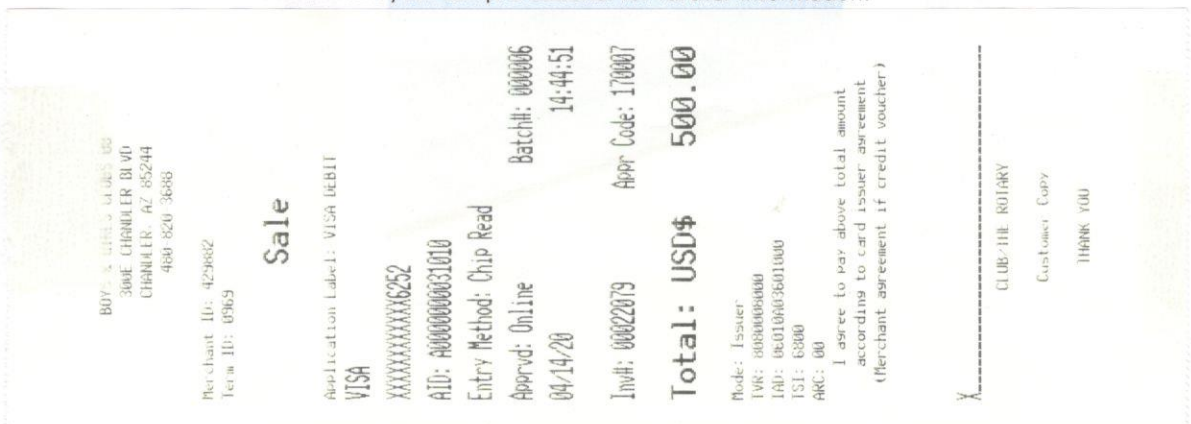 BOYS & GIRLS CLUBS
300E CHANDLER BLVD
CHANDLER, AZ 85244
480-820-3688
Merchant ID: 429882
Term ID: 0969
Sale
Application Label: VISA DEBIT
VISA
XXXXXXXXXXXX6252
AID: A0000000031010
Entry Method: Chip Read
Apprvd: Online Batch#: 000006
04/14/20 14:44:51
Inv#: 00022079 Appr Code: 170007
Total: USD$ 500.00
Mode: Issuer
TVR: 8080008000
IAD: 06010A03601000
TSI: 6800
ARC: 00
I agree to pay above total amount
according to card issuer agreement
(Merchant agreement if credit voucher)
X
CLUB/THE ROTARY
Customer Copy
THANK YOU